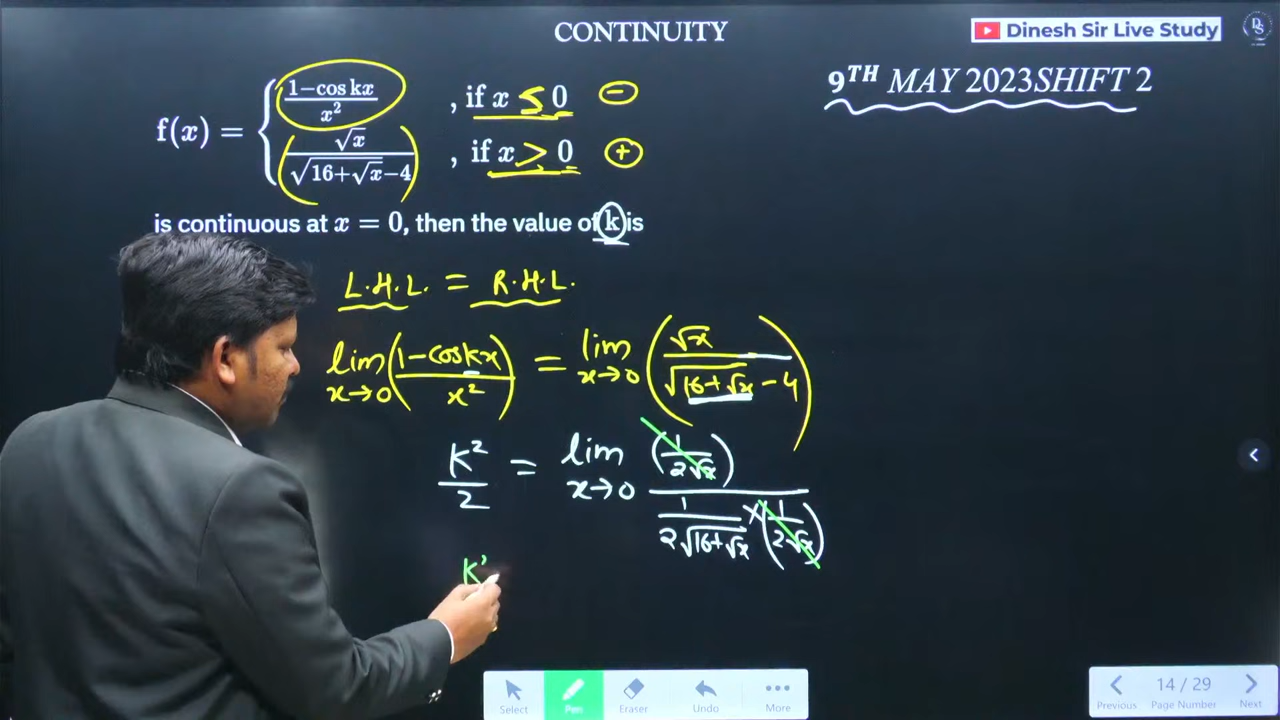 CONTINUITY
Dinesh Sir Live Study
DS
9TH MAY 2023SHIFT 2
f(x) = { (1−cos kx)/x² , if x ≤ 0 ⊖
√x/(√(16+√x)−4) , if x > 0 ⊕
is continuous at x = 0, then the value of k is
L.H.L. = R.H.L.
lim x→0 ((1−coskx)/x²) = lim x→0 (√x/(√(16+√x) − 4))
K²/2 = lim x→0 (1/(2√x))/(1/(2√(16+√x)) × (1/(2√x)))
K²
Select
Pen
Eraser
Undo
More
Previous
14 / 29
Page Number
Next